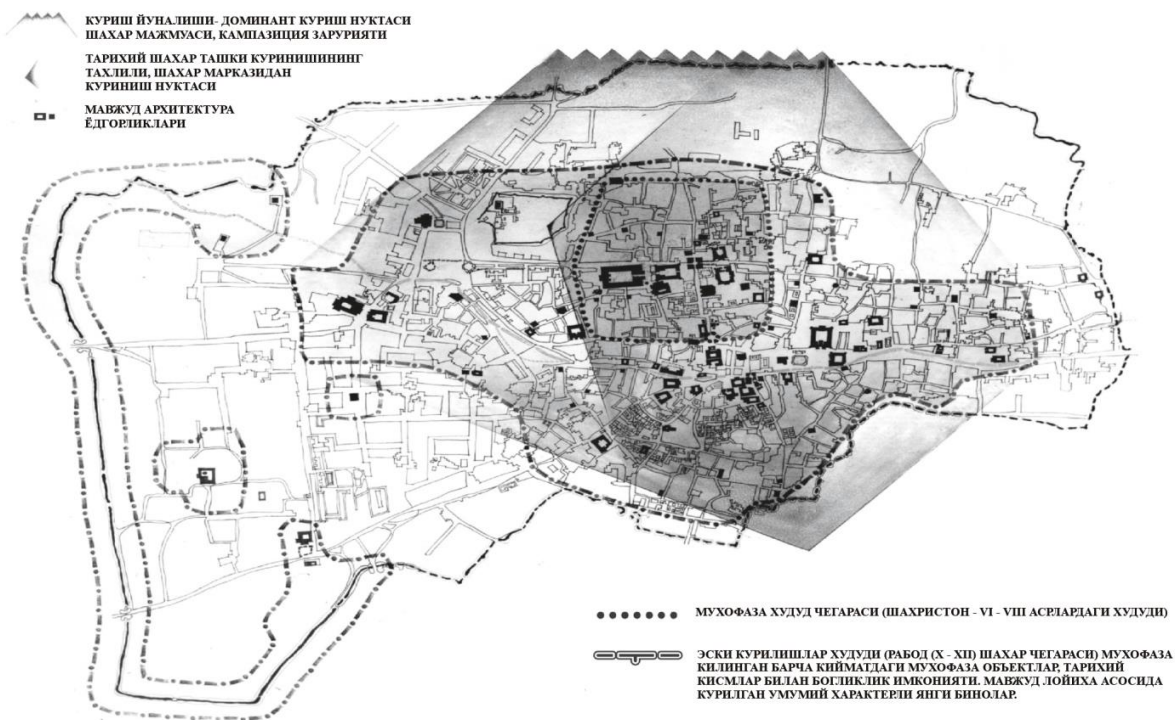 КУРИШ ЙУНАЛИШИ- ДОМИНАНТ КУРИШ НУКТАСИ
ШАХАР МАЖМУАСИ, КАМПАЗИЦИЯ ЗАРУРИЯТИ
ТАРИХИЙ ШАХАР ТАШКИ КУРИНИШИНИНГ
ТАХЛИЛИ, ШАХАР МАРКАЗИДАН
КУРИНИШ НУКТАСИ
МАВЖУД АРХИТЕКТУРА
ЁДГОРЛИКЛАРИ
МУХОФАЗА ХУДУД ЧЕГАРАСИ (ШАХРИСТОН - VI - VIII АСРЛАРДАГИ ХУДУДИ)
ЭСКИ КУРИЛИШЛАР ХУДУДИ (РАБОД (X - XII) ШАХАР ЧЕГАРАСИ) МУХОФАЗА
КИЛИНГАН БАРЧА КИЙМАТДАГИ МУХОФАЗА ОБЪЕКТЛАР, ТАРИХИЙ
КИСМЛАР БИЛАН БОГЛИКЛИК ИМКОНИЯТИ. МАВЖУД ЛОЙИХА АСОСИДА
КУРИЛГАН УМУМИЙ ХАРАКТЕРЛИ ЯНГИ БИНОЛАР.